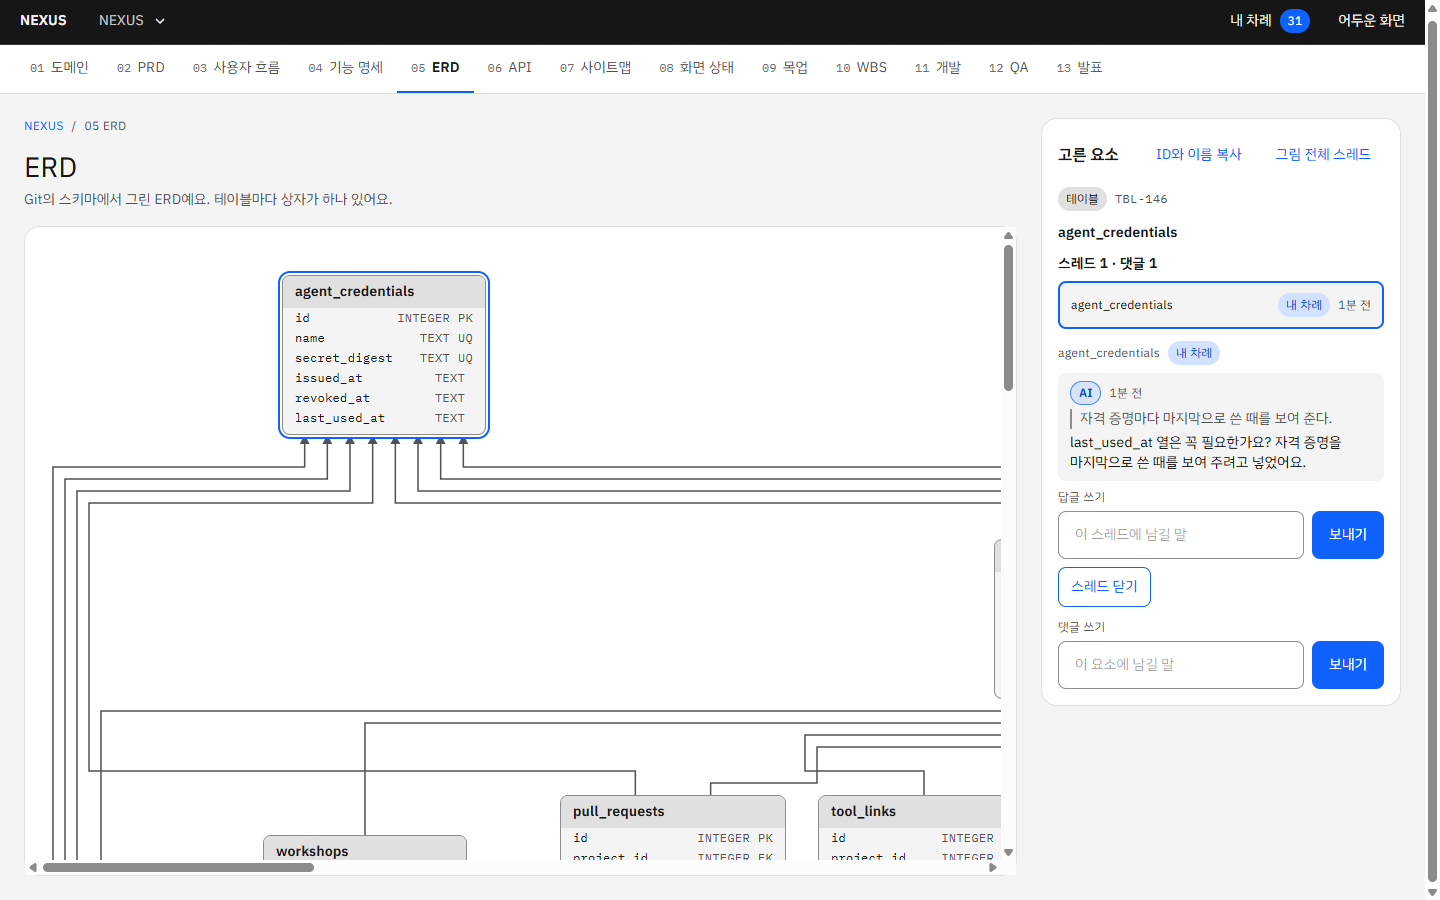 NEXUS
NEXUS
내 차례 31
어두운 화면
01 도메인
02 PRD
03 사용자 흐름
04 기능 명세
05 ERD
06 API
07 사이트맵
08 화면 상태
09 목업
10 WBS
11 개발
12 QA
13 발표
NEXUS / 05 ERD
ERD
Git의 스키마에서 그린 ERD예요. 테이블마다 상자가 하나 있어요.
agent_credentials
id INTEGER PK
name TEXT UQ
secret_digest TEXT UQ
issued_at TEXT
revoked_at TEXT
last_used_at TEXT
pull_requests
id INTEGER PK
project_id INTEGER FK
tool_links
id INTEGER
project_id INTEGER
workshops
고른 요소
ID와 이름 복사
그림 전체 스레드
테이블 TBL-146
agent_credentials
스레드 1 · 댓글 1
agent_credentials 내 차례 1분 전
agent_credentials 내 차례
AI 1분 전
자격 증명마다 마지막으로 쓴 때를 보여 준다.
last_used_at 열은 꼭 필요한가요? 자격 증명을
마지막으로 쓴 때를 보여 주려고 넣었어요.
답글 쓰기
이 스레드에 남길 말
보내기
스레드 닫기
댓글 쓰기
이 요소에 남길 말
보내기